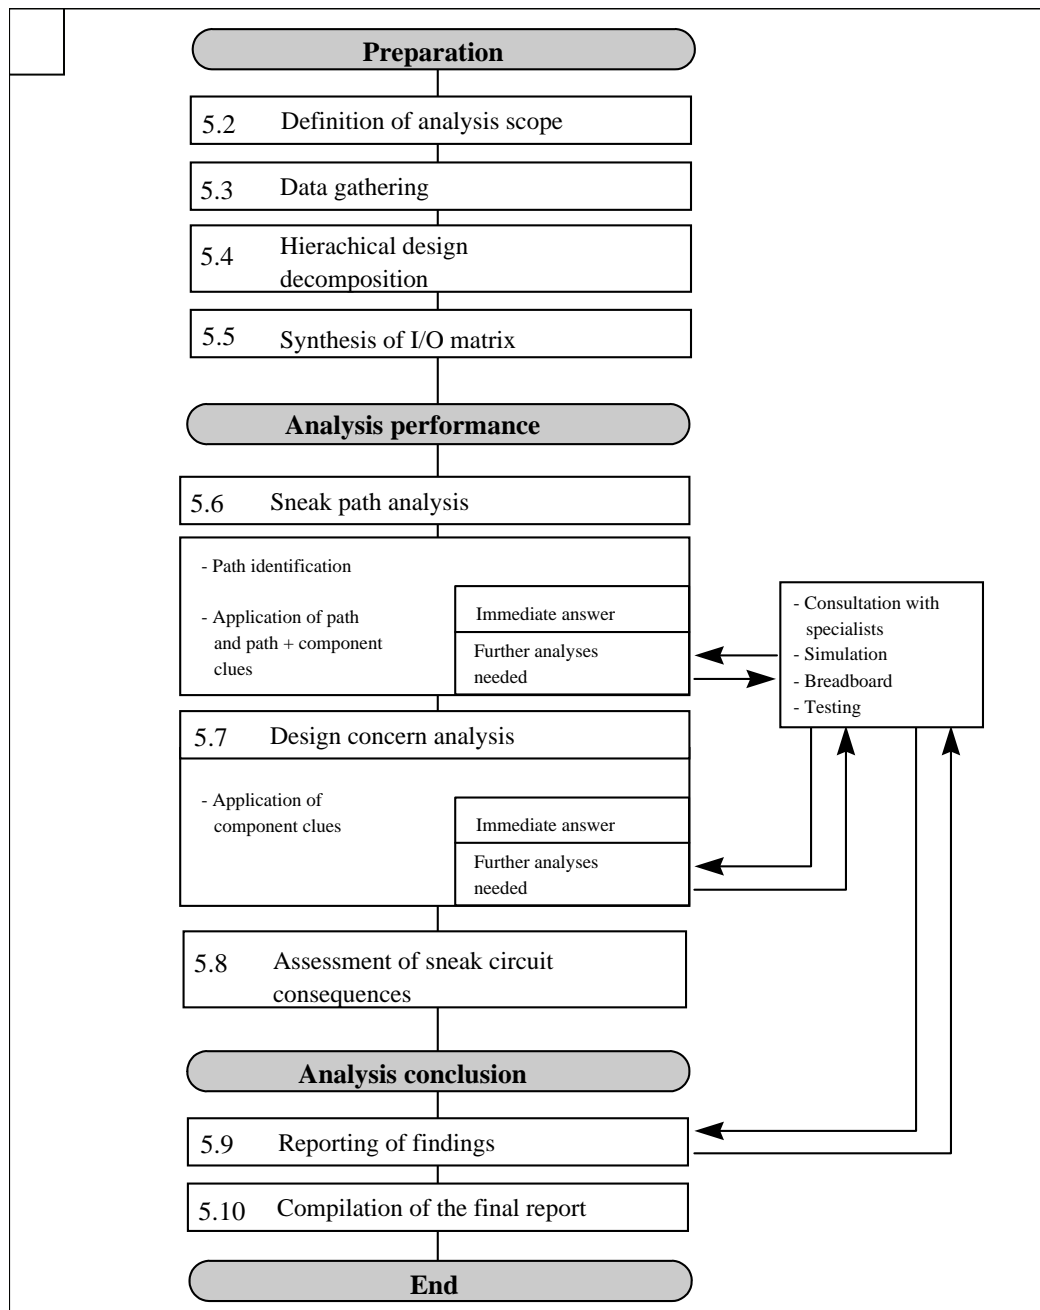 Preparation
5.2 Definition of analysis scope
5.3 Data gathering
5.4 Hierachical design
decomposition
5.5 Synthesis of I/O matrix
Analysis performance
5.6 Sneak path analysis
- Path identification
- Application of path
and path + component
clues
Immediate answer
Further analyses
needed
- Consultation with
specialists
- Simulation
- Breadboard
- Testing
5.7 Design concern analysis
- Application of
component clues
Immediate answer
Further analyses
needed
5.8 Assessment of sneak circuit
consequences
Analysis conclusion
5.9 Reporting of findings
5.10 Compilation of the final report
End